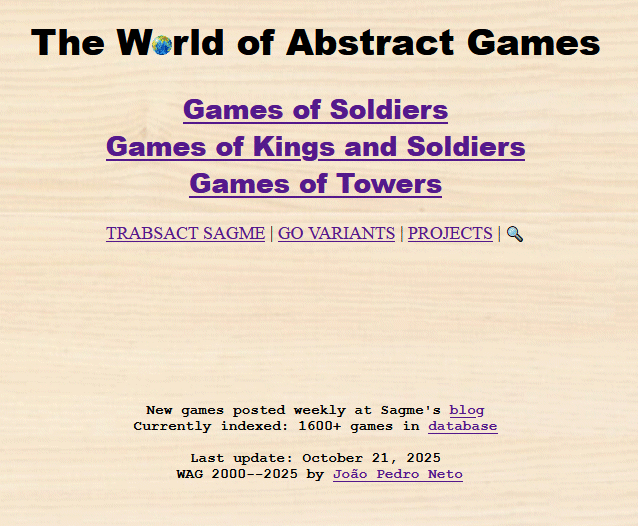 The World of Abstract Games
Games of Soldiers
Games of Kings and Soldiers
Games of Towers
TRABSACT SAGME | GO VARIANTS | PROJECTS |
New games posted weekly at Sagme's blog
Currently indexed: 1600+ games in database
Last update: October 21, 2025
WAG 2000--2025 by João Pedro Neto